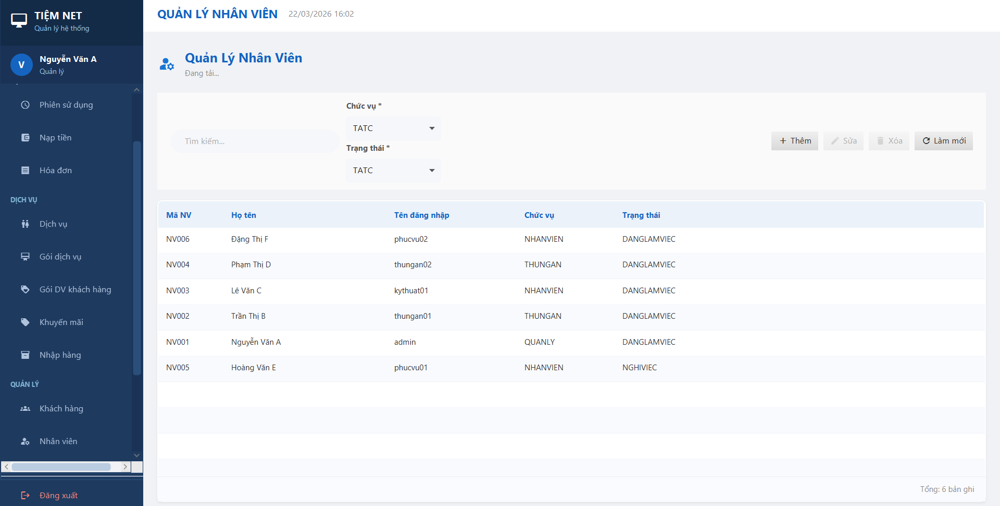 TIỆM NET
Quản lý hệ thống
V
Nguyễn Văn A
Quản lý
Phiên sử dụng
Nạp tiền
Hóa đơn
DỊCH VỤ
Dịch vụ
Gói dịch vụ
Gói DV khách hàng
Khuyến mãi
Nhập hàng
QUẢN LÝ
Khách hàng
Nhân viên
Đăng xuất
QUẢN LÝ NHÂN VIÊN 22/03/2026 16:02
Quản Lý Nhân Viên
Đang tải...
Tìm kiếm...
Chức vụ *
TATC
Trạng thái *
TATC
Thêm Sửa Xóa Làm mới
Mã NV Họ tên Tên đăng nhập Chức vụ Trạng thái
NV006 Đặng Thị F phucvu02 NHANVIEN DANGLAMVIEC
NV004 Phạm Thị D thungan02 THUNGAN DANGLAMVIEC
NV003 Lê Văn C kythuat01 NHANVIEN DANGLAMVIEC
NV002 Trần Thị B thungan01 THUNGAN DANGLAMVIEC
NV001 Nguyễn Văn A admin QUANLY DANGLAMVIEC
NV005 Hoàng Văn E phucvu01 NHANVIEN NGHIVIEC
Tổng: 6 bản ghi